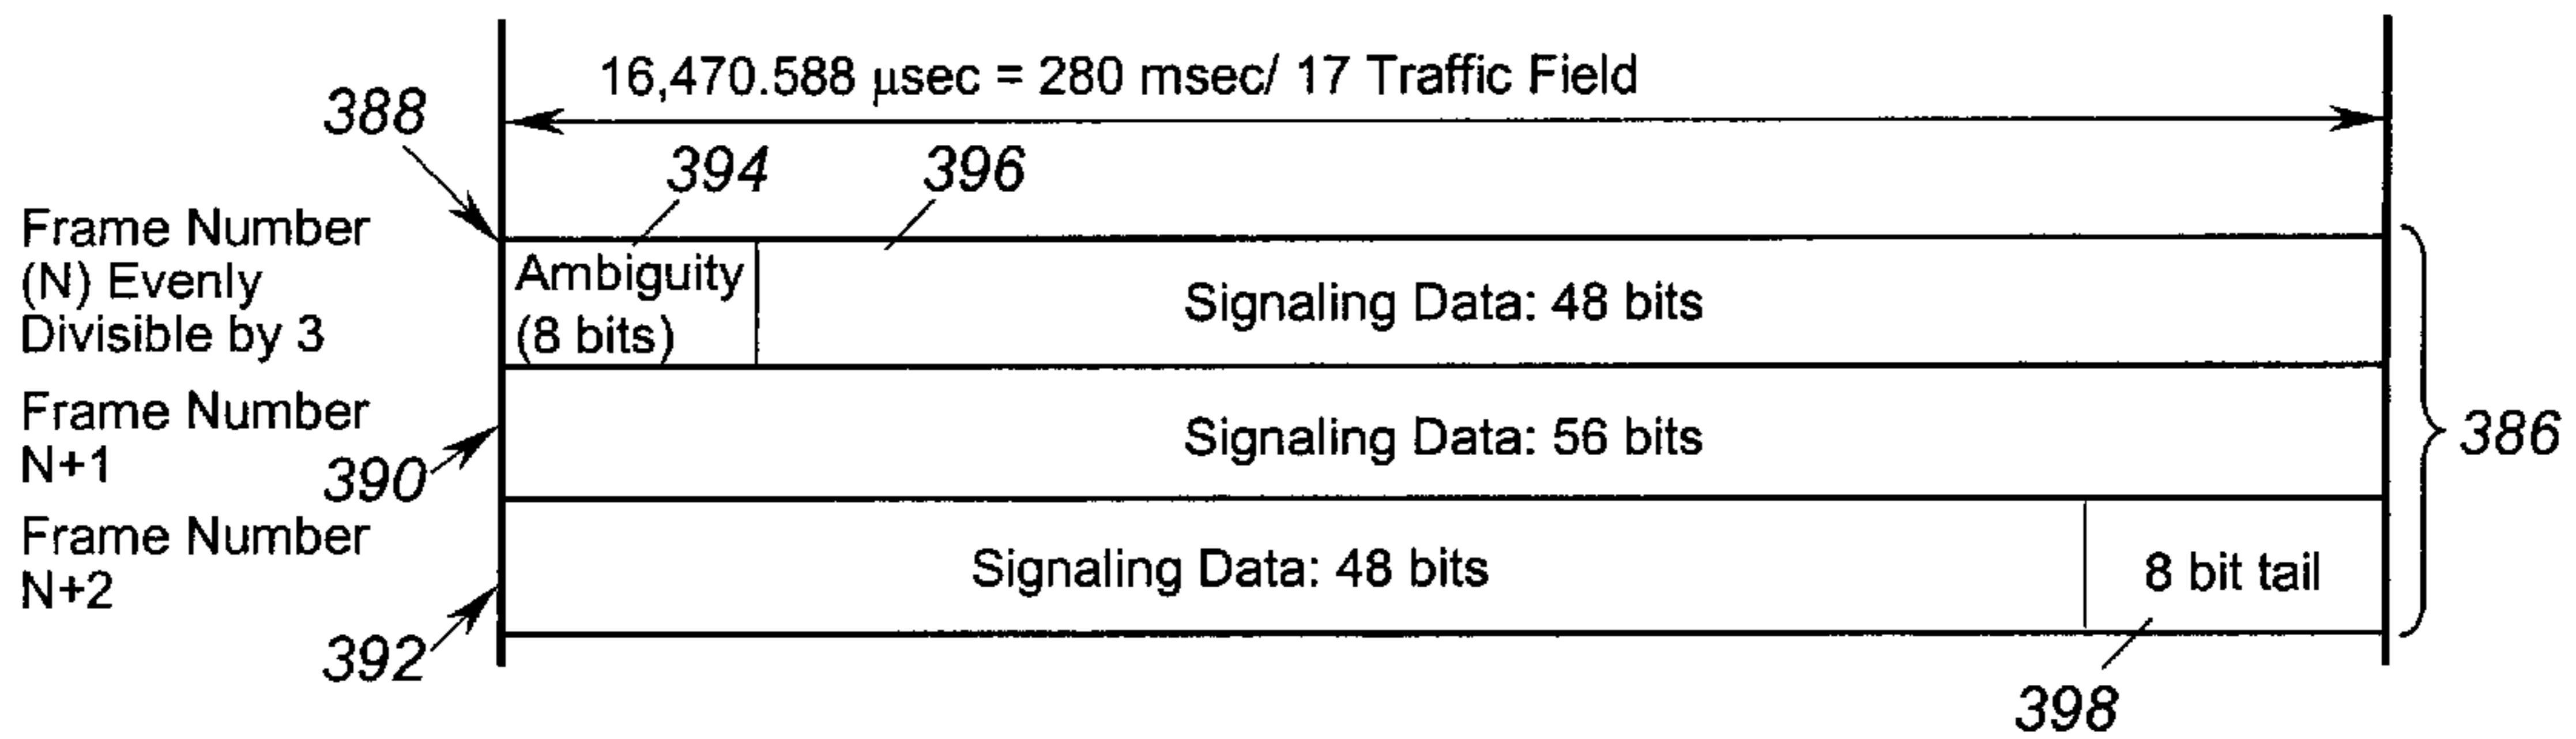 16,470.588 μsec = 280 msec/ 17 Traffic Field
388
394
396
Frame Number
(N) Evenly
Divisible by 3
Ambiguity
(8 bits)
Signaling Data: 48 bits
Frame Number
N+1
390
Signaling Data: 56 bits
386
Frame Number
N+2
392
Signaling Data: 48 bits
8 bit tail
398